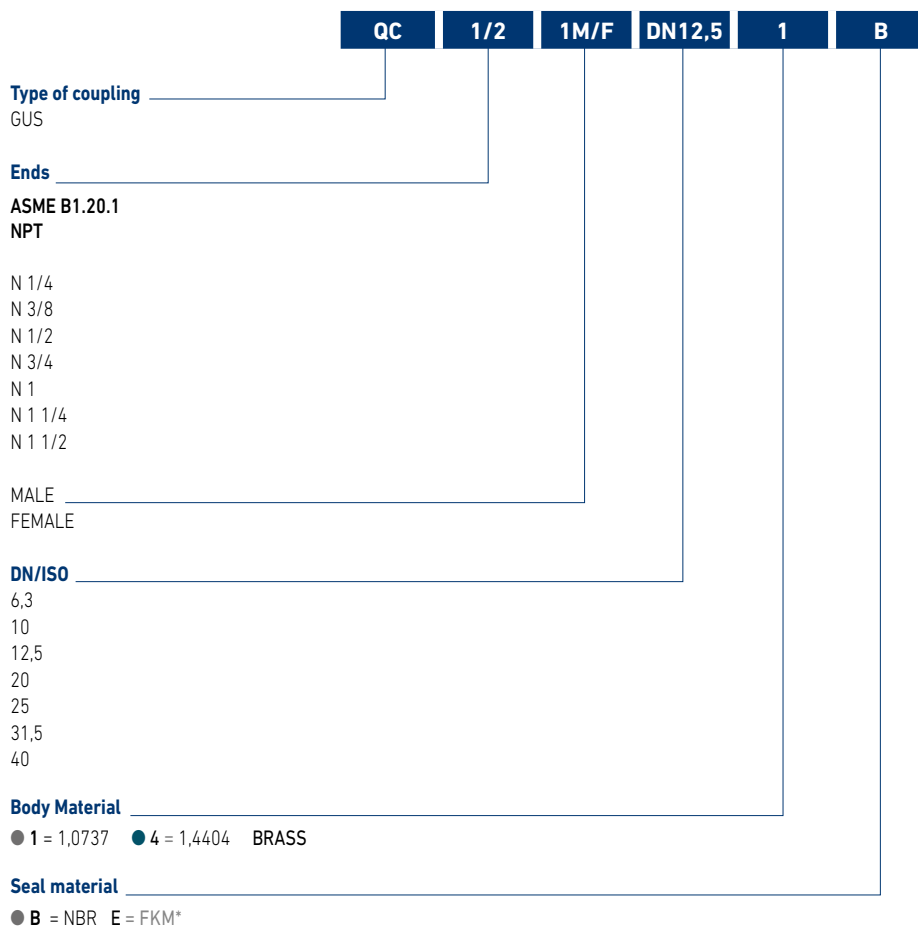 QC 1/2 1M/F DN12,5 1 B
Type of coupling
GUS
Ends
ASME B1.20.1
NPT
N 1/4
N 3/8
N 1/2
N 3/4
N 1
N 1 1/4
N 1 1/2
MALE
FEMALE
DN/ISO
6,3
10
12,5
20
25
31,5
40
Body Material
1 = 1,0737 4 = 1,4404 BRASS
Seal material
B = NBR E = FKM*